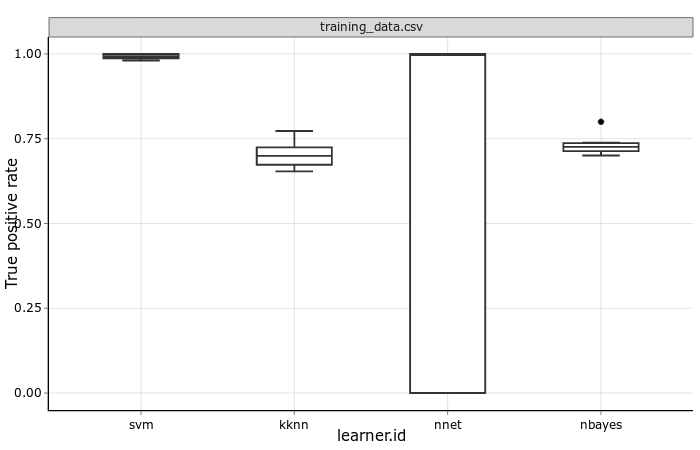 training_data.csv
True positive rate
1.00
0.75
0.50
0.25
0.00
svm kknn nnet nbayes
learner.id